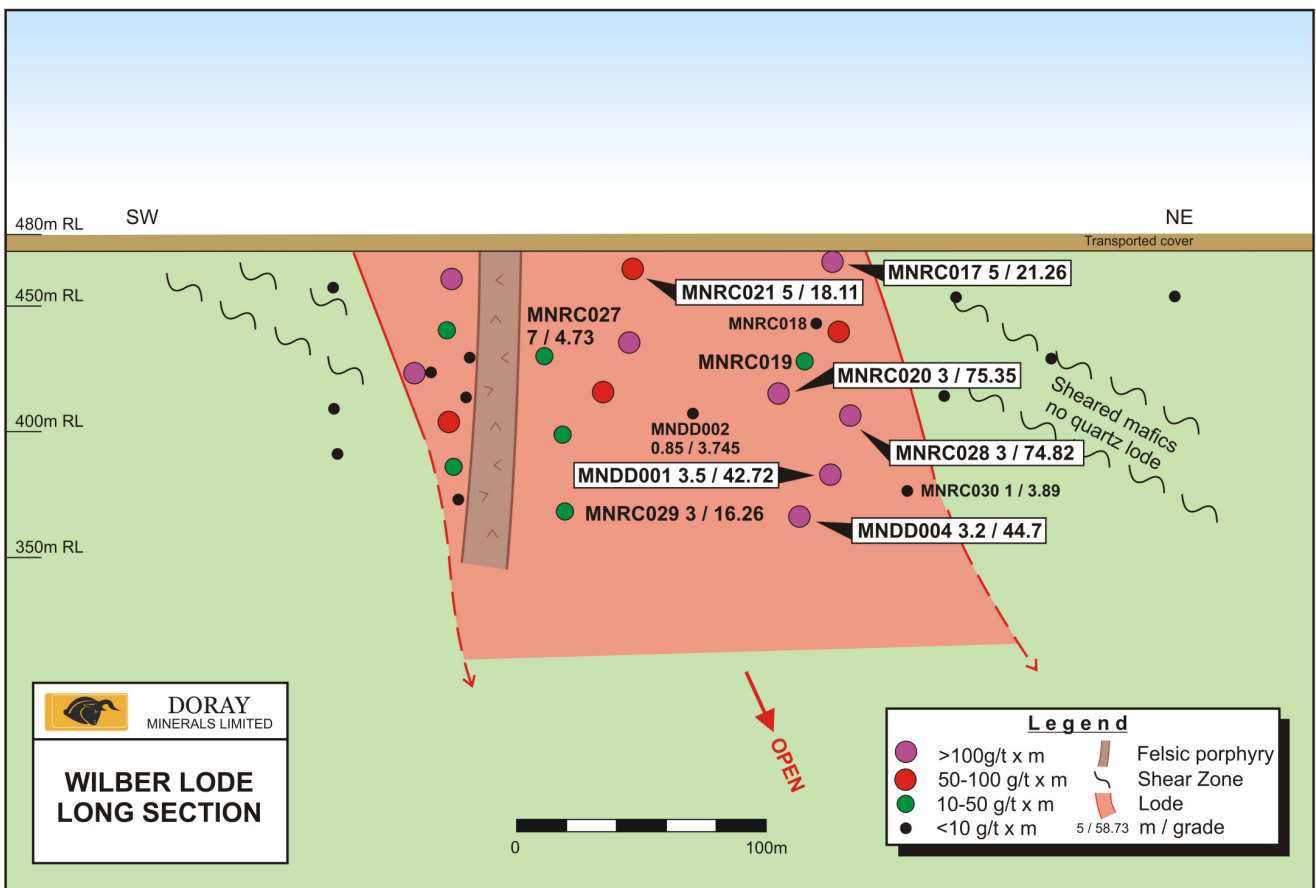 480m RL
SW
NE
Transported cover
MNRC017 5 / 21.26
MNRC021 5 / 18.11
450m RL
MNRC027
7 / 4.73
MNRC018
MNRC019
MNRC020 3 / 75.35
Sheared mafics
no quartz lode
400m RL
MNDD002
0.85 / 3.745
MNRC028 3 / 74.82
MNDD001 3.5 / 42.72
MNRC030 1 / 3.89
MNRC029 3 / 16.26
MNDD004 3.2 / 44.7
350m RL
OPEN
DORAY
MINERALS LIMITED
WILBER LODE
LONG SECTION
0
100m
Legend
>100g/t x m
Felsic porphyry
50-100 g/t x m
Shear Zone
10-50 g/t x m
Lode
<10 g/t x m
5 / 58.73 m / grade